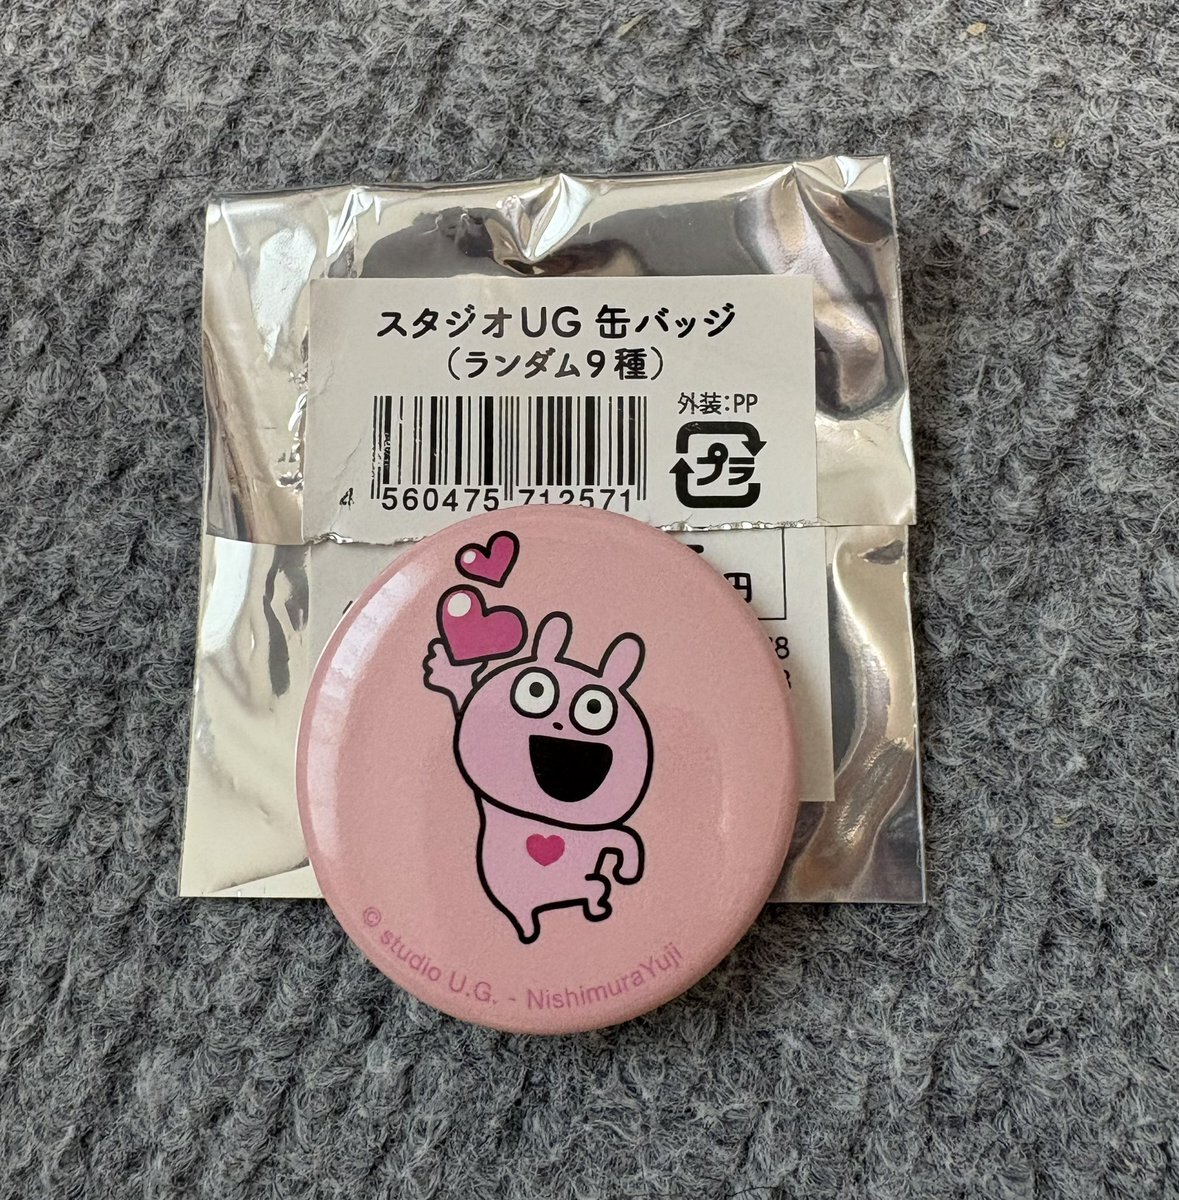 スタジオUG 缶バッジ
(ランダム9種)
外装:PP
プラ
4 560475 712571
円
© studio U.G. - NishimuraYuji